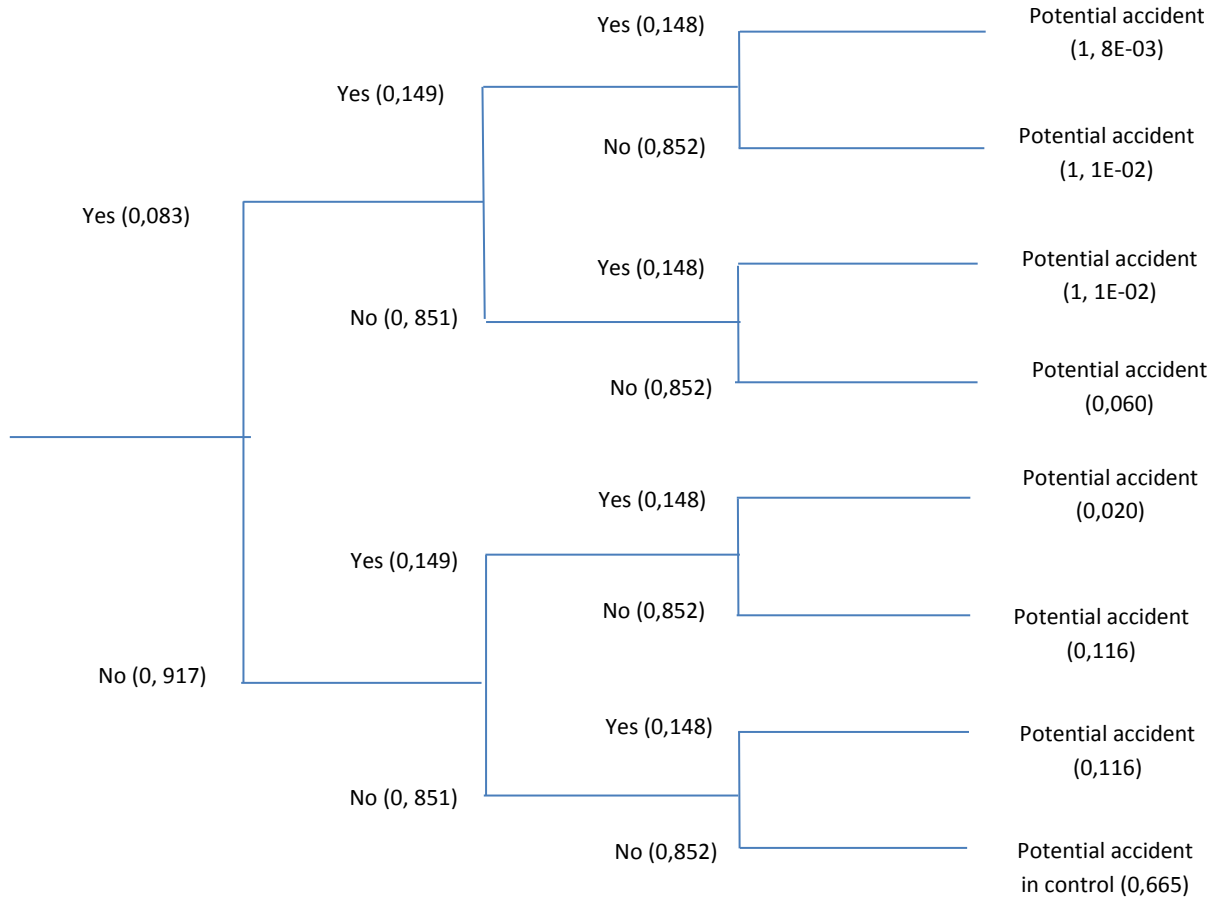 Yes (0,148)
Potential accident
(1, 8E-03)
Yes (0,149)
No (0,852)
Potential accident
(1, 1E-02)
Yes (0,083)
Yes (0,148)
Potential accident
(1, 1E-02)
No (0, 851)
No (0,852)
Potential accident
(0,060)
Yes (0,148)
Potential accident
(0,020)
Yes (0,149)
No (0,852)
Potential accident
(0,116)
No (0, 917)
Yes (0,148)
Potential accident
(0,116)
No (0, 851)
No (0,852)
Potential accident
in control (0,665)